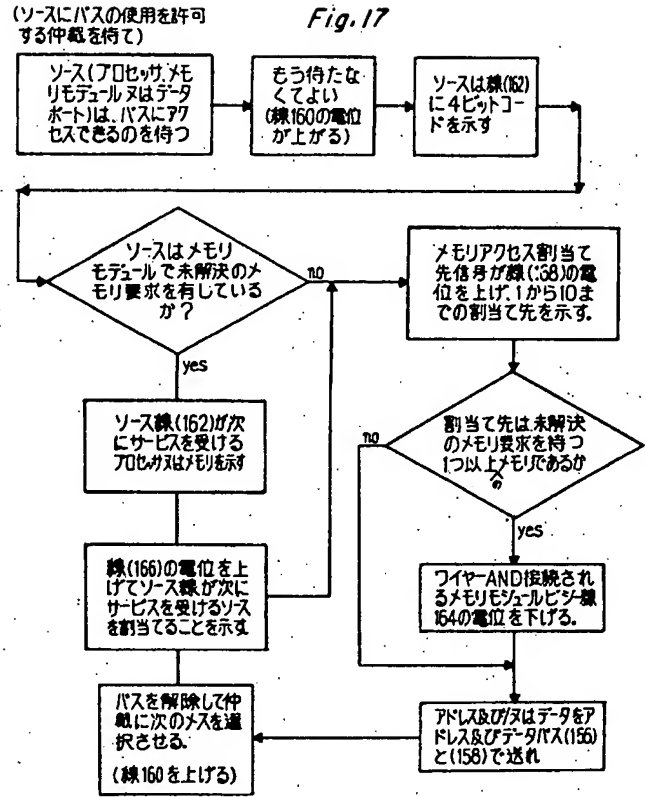 (ソースにバスの使用を許可
する仲裁を待て)
Fig.17
ソース(プロセッサ,メモ
リモデュール又はデータ
ポート)は、バスにアク
セスできるのを待つ
もう待たな
くてよい
(線160の電位
が上がる)
ソースは線(162)
に4ビットコー
ドを示す
ソースはメモリ
モデュールで未解決のメ
モリ要求を有している
か?
no
yes
メモリアクセス割当て
先信号が線(168)の電
位を上げ、1から10ま
での割当て先を示す.
ソース線(162)が次
にサービスを受ける
プロセッサ又はメモリを示す
割当て先は未解決
のメモリ要求を持つ
1つ以上のメモリであるか
no
yes
線(166)の電位を上
げてソース線が次に
サービスを受けるソース
を割当てることを示す
ワイヤーAND接続され
るメモリモジュールビジー線
164の電位を下げる.
バスを解除して仲
裁に次のメスを選
択させる.
(線160を上げる)
アドレス及び/又はデータをア
ドレス及びデータバス(156)
と(158)で送れ